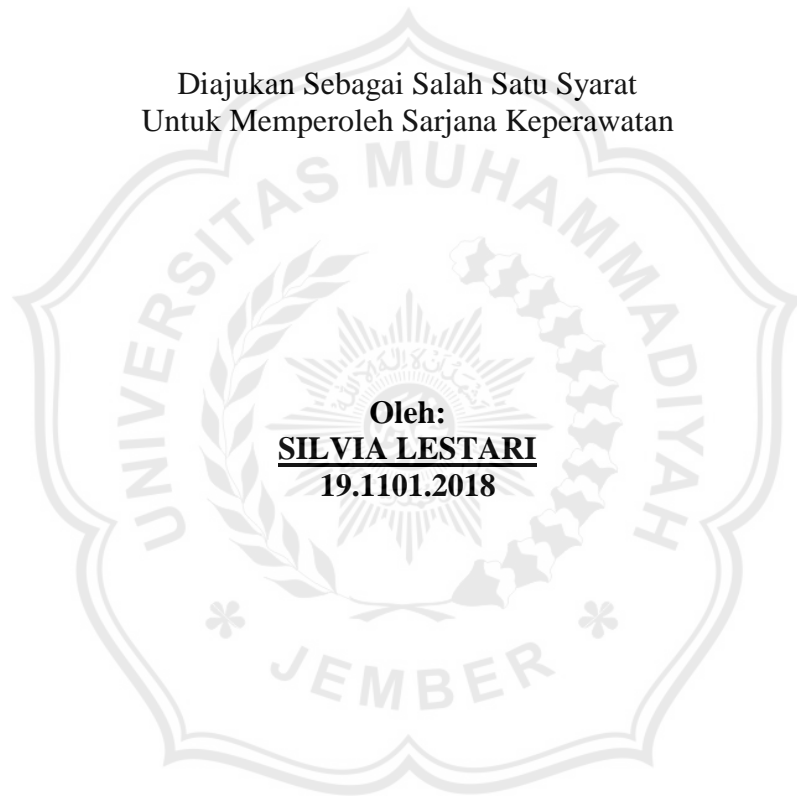 Diajukan Sebagai Salah Satu Syarat
Untuk Memperoleh Sarjana Keperawatan
UNIVERSITAS MUHAMMADIYAH
Oleh:
SILVIA LESTARI
19.1101.2018
JEMBER